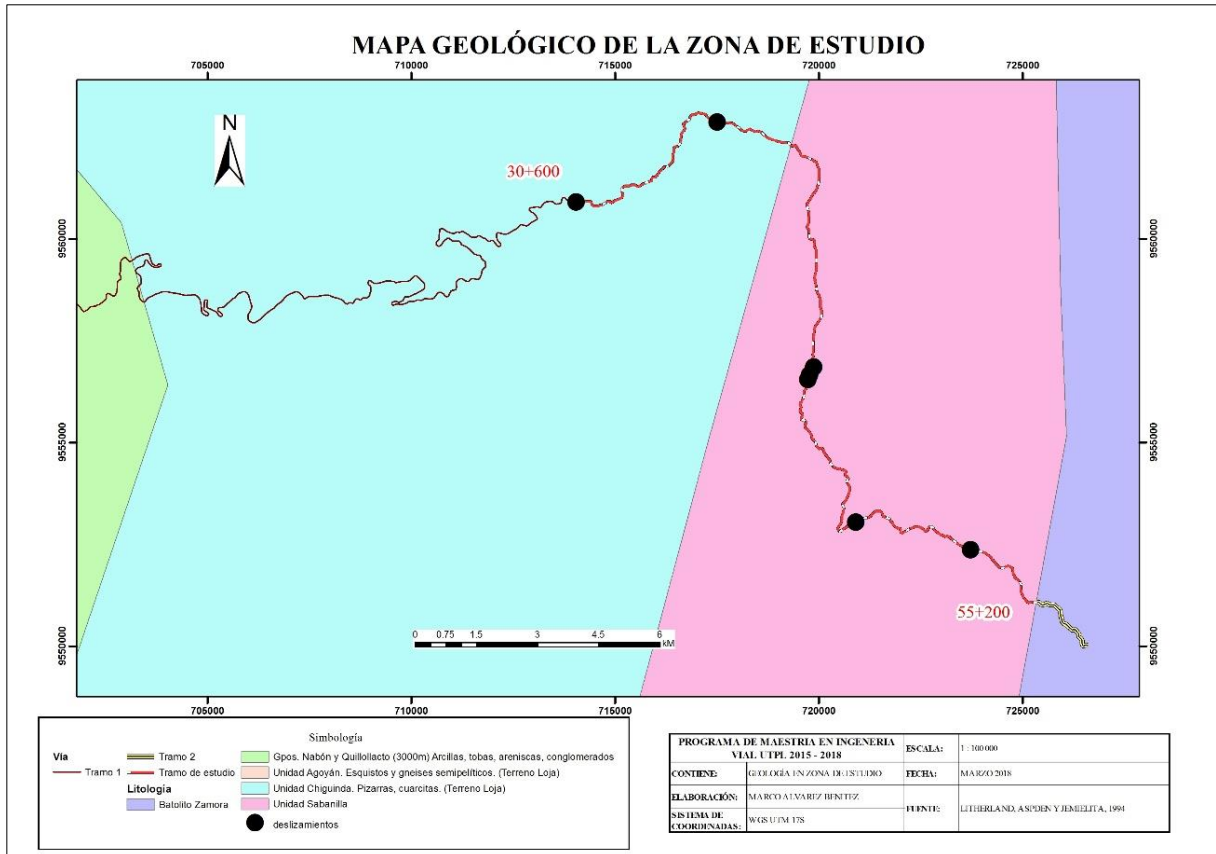 MAPA GEOLÓGICO DE LA ZONA DE ESTUDIO
705000 710000 715000 720000 725000
N
30+600
9560000 9560000
9555000 9555000
55+200
0 0.75 1.5 3 4.5 6
kM
9550000 9550000
705000 710000 715000 720000 725000
Simbología
Vía
Tramo 1
Tramo 2
Tramo de estudio
Litología
Batolito Zamora
Gpos. Nabón y Quillollacto (3000m) Arcillas, tobas, areniscas, conglomerados
Unidad Agoyán. Esquistos y gneises semipelíticos. (Terreno Loja)
Unidad Chiguinda. Pizarras, cuarcitas. (Terreno Loja)
Unidad Sabanilla
deslizamientos
PROGRAMA DE MAESTRIA EN INGENERIA
VIAL UTPL 2015 - 2018
ESCALA: 1 : 100 000
CONTIENE: GEOLOGÍA EN ZONA DE ESTUDIO
FECHA: MARZO 2018
ELABORACIÓN: MARCO ALVAREZ BENITEZ
SISTEMA DE
COORDENADAS: WGS UTM 17S
FUENTE: LITHERLAND, ASPDEN Y JEMIELITA, 1994